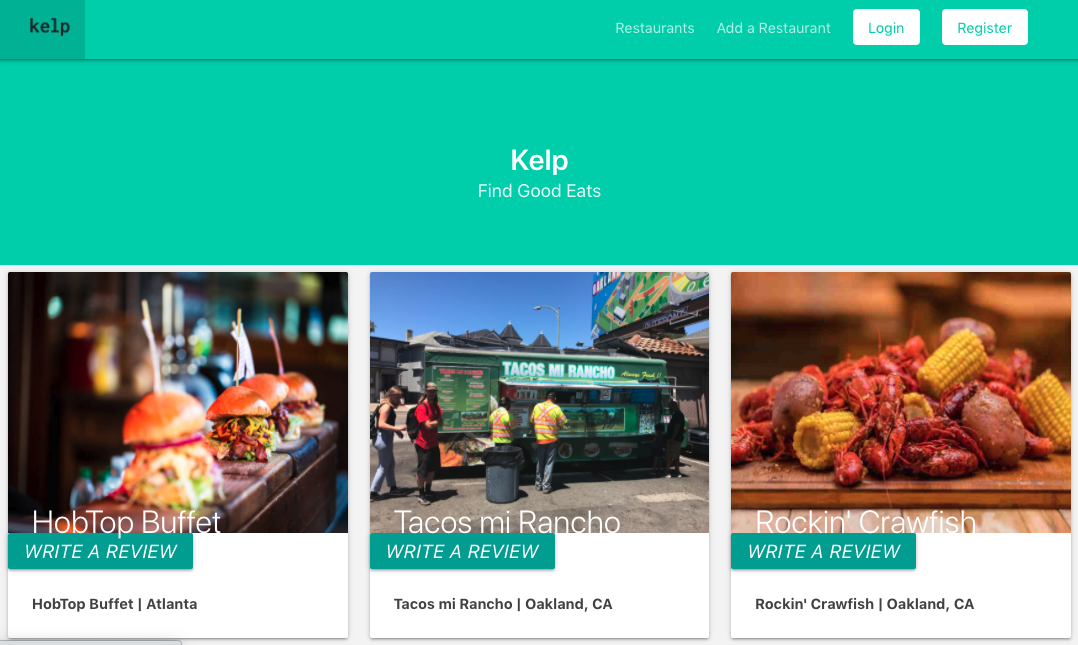 kelp
Restaurants Add a Restaurant Login Register
Kelp
Find Good Eats
TACOS MI RANCHO
Always Fresh!!
HobTop Buffet
Tacos mi Rancho
Rockin' Crawfish
WRITE A REVIEW
WRITE A REVIEW
WRITE A REVIEW
HobTop Buffet | Atlanta
Tacos mi Rancho | Oakland, CA
Rockin' Crawfish | Oakland, CA